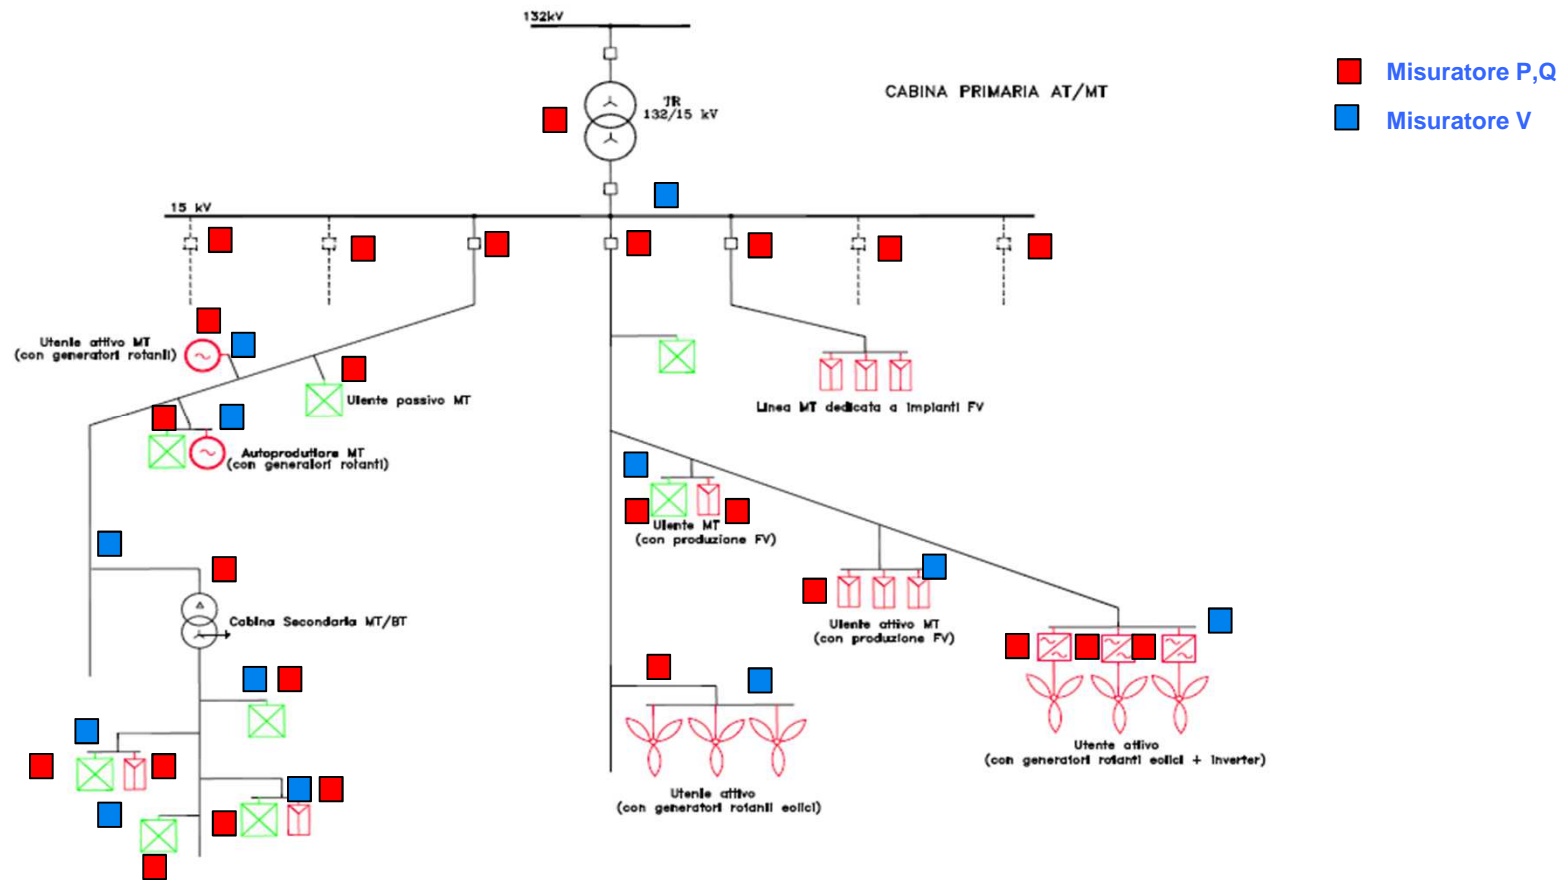 132kV
Misuratore P,Q
TR
132/15 kV
CABINA PRIMARIA AT/MT
Misuratore V
15 kV
Utente attivo MT
(con generatori rotanti)
Utente passivo MT
Linea MT dedicata a impianti FV
Autoproduttore MT
(con generatori rotanti)
Utente MT
(con produzione FV)
Cabina Secondaria MT/BT
Utente attivo MT
(con produzione FV)
Utente attivo
(con generatori rotanti eolici + inverter)
Utente attivo
(con generatori rotanti eolici)